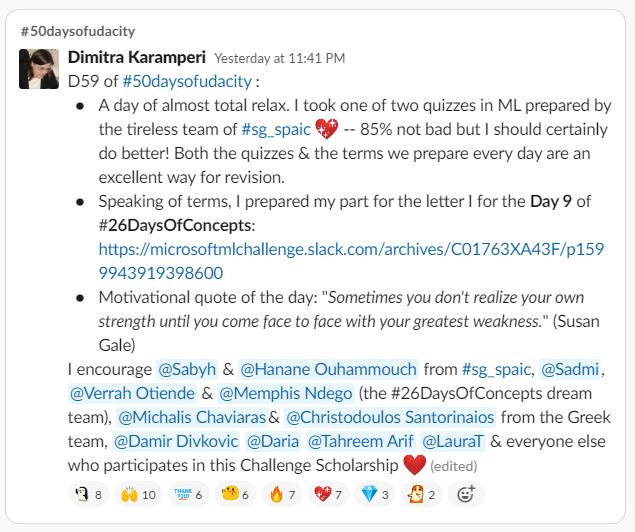 #50daysofudacity
Dimitra Karamperi Yesterday at 11:41 PM
D59 of #50daysofudacity :
• A day of almost total relax. I took one of two quizzes in ML prepared by
the tireless team of #sg_spaic 💖 -- 85% not bad but I should certainly
do better! Both the quizzes & the terms we prepare every day are an
excellent way for revision.
• Speaking of terms, I prepared my part for the letter I for the Day 9 of
#26DaysOfConcepts:
https://microsoftmlchallenge.slack.com/archives/C01763XA43F/p159
9943919398600
• Motivational quote of the day: "Sometimes you don't realize your own
strength until you come face to face with your greatest weakness." (Susan
Gale)
I encourage @Sabyh & @Hanane Ouhammouch from #sg_spaic, @Sadmi,
@Verrah Otiende & @Memphis Ndego (the #26DaysOfConcepts dream
team), @Michalis Chaviaras & @Christodoulos Santorinaios from the Greek
team, @Damir Divkovic @Daria @Tahreem Arif @LauraT & everyone else
who participates in this Challenge Scholarship ❤️ (edited)
8 10 THANK YOU! 6 6 7 7 3 2